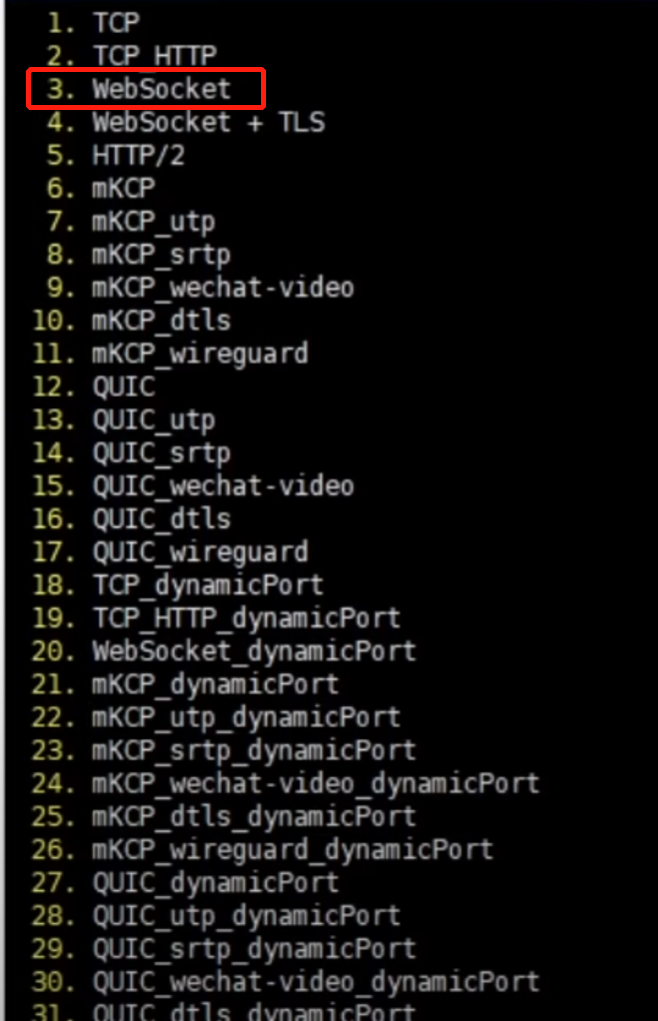 1. TCP
2. TCP_HTTP
3. WebSocket
4. WebSocket + TLS
5. HTTP/2
6. mKCP
7. mKCP_utp
8. mKCP_srtp
9. mKCP_wechat-video
10. mKCP_dtls
11. mKCP_wireguard
12. QUIC
13. QUIC_utp
14. QUIC_srtp
15. QUIC_wechat-video
16. QUIC_dtls
17. QUIC_wireguard
18. TCP_dynamicPort
19. TCP_HTTP_dynamicPort
20. WebSocket_dynamicPort
21. mKCP_dynamicPort
22. mKCP_utp_dynamicPort
23. mKCP_srtp_dynamicPort
24. mKCP_wechat-video_dynamicPort
25. mKCP_dtls_dynamicPort
26. mKCP_wireguard_dynamicPort
27. QUIC_dynamicPort
28. QUIC_utp_dynamicPort
29. QUIC_srtp_dynamicPort
30. QUIC_wechat-video_dynamicPort
31. QUIC_dtls_dynamicPort